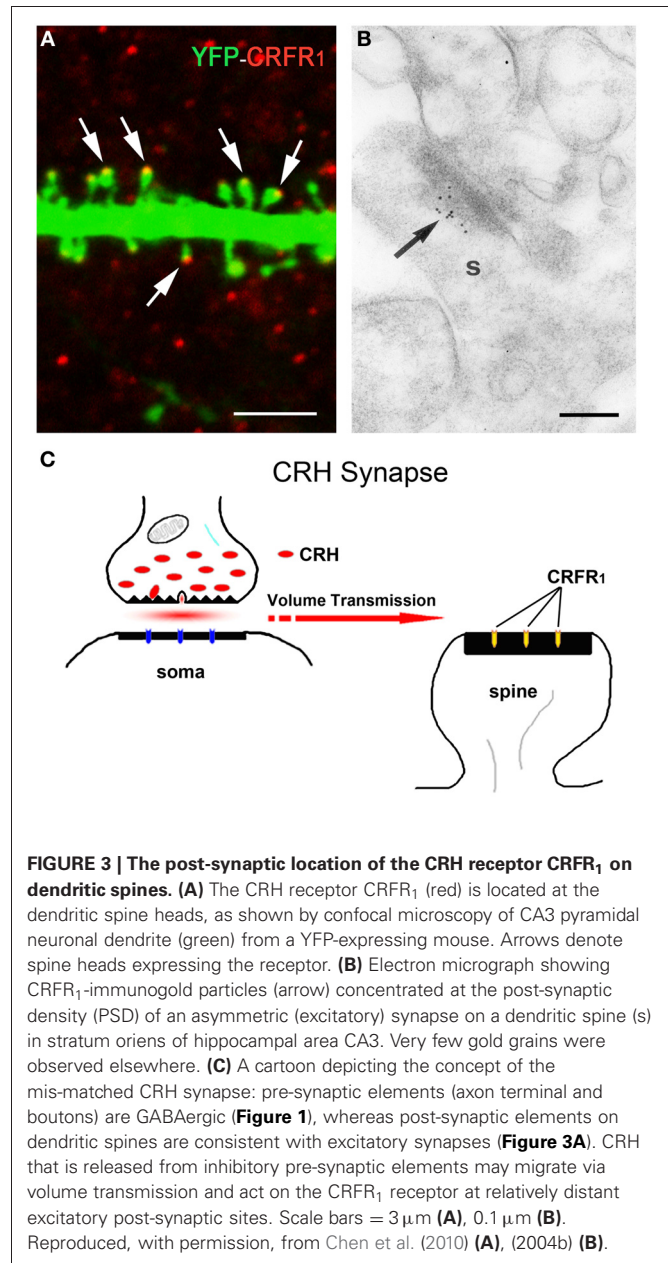 A
YFP-CRFR1
B
S
C
CRH Synapse
CRH
CRFR1
Volume Transmission
soma
spine
FIGURE 3 | The post-synaptic location of the CRH receptor CRFR₁ on
dendritic spines. (A) The CRH receptor CRFR₁ (red) is located at the
dendritic spine heads, as shown by confocal microscopy of CA3 pyramidal
neuronal dendrite (green) from a YFP-expressing mouse. Arrows denote
spine heads expressing the receptor. (B) Electron micrograph showing
CRFR₁-immunogold particles (arrow) concentrated at the post-synaptic
density (PSD) of an asymmetric (excitatory) synapse on a dendritic spine (s)
in stratum oriens of hippocampal area CA3. Very few gold grains were
observed elsewhere. (C) A cartoon depicting the concept of the
mis-matched CRH synapse: pre-synaptic elements (axon terminal and
boutons) are GABAergic (Figure 1), whereas post-synaptic elements on
dendritic spines are consistent with excitatory synapses (Figure 3A). CRH
that is released from inhibitory pre-synaptic elements may migrate via
volume transmission and act on the CRFR₁ receptor at relatively distant
excitatory post-synaptic sites. Scale bars = 3 μm (A), 0.1 μm (B).
Reproduced, with permission, from Chen et al. (2010) (A), (2004b) (B).